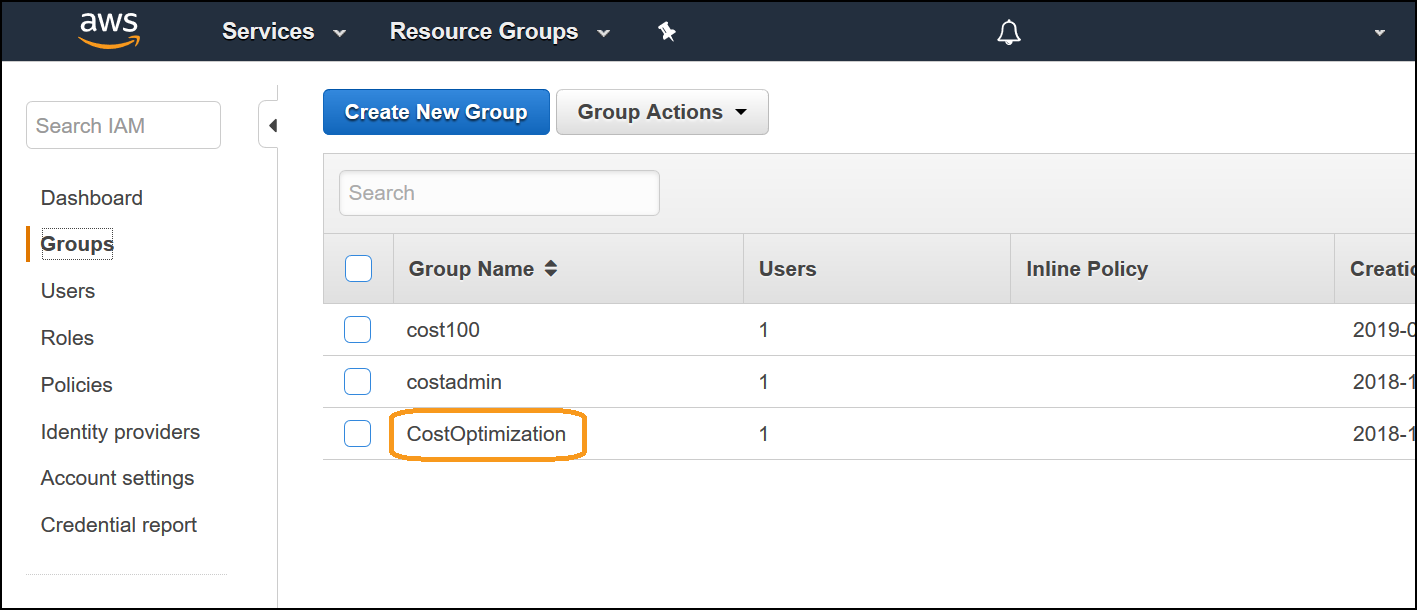 aws Services Resource Groups
Create New Group Group Actions
Search IAM
Search
Dashboard
Groups
Users
Roles
Policies
Identity providers
Account settings
Credential report
Group Name Users Inline Policy Creatic
cost100 1 2019-0
costadmin 1 2018-1
CostOptimization 1 2018-1